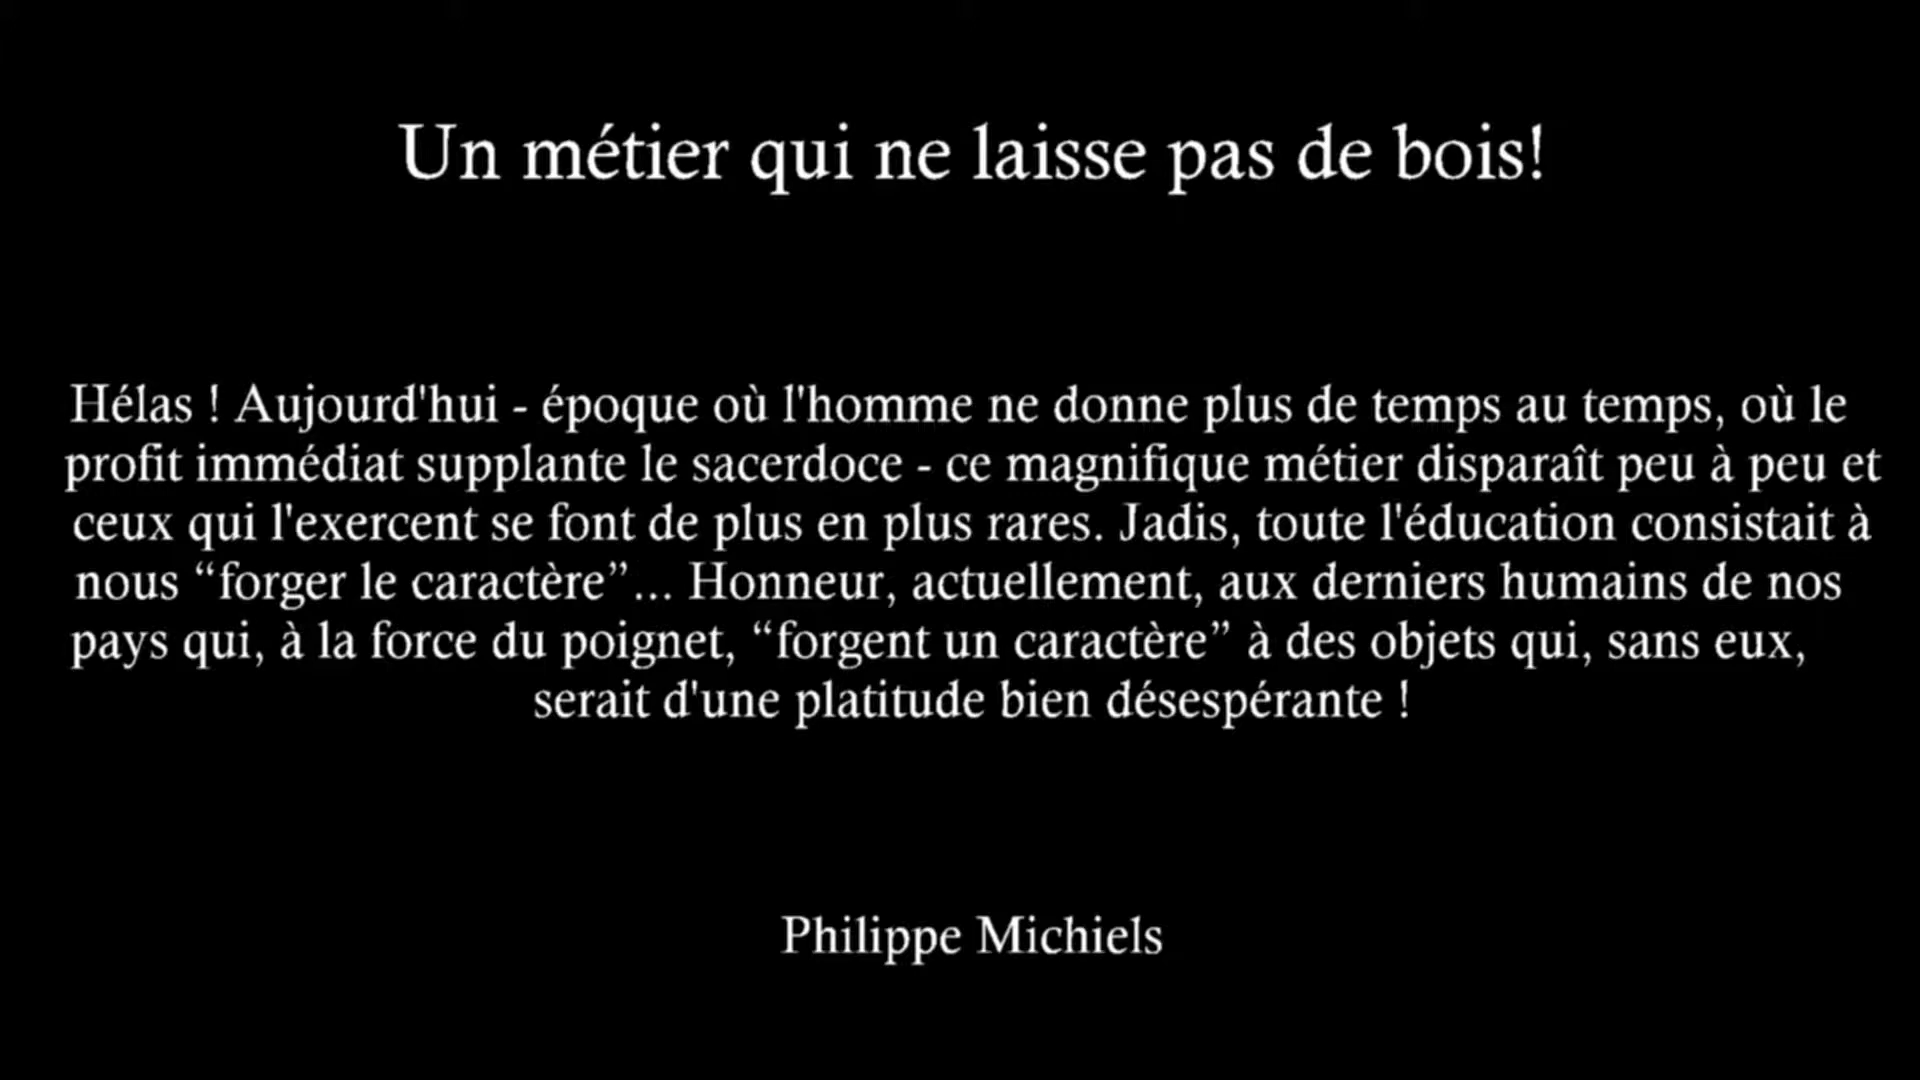 Un métier qui ne laisse pas de bois!
Hélas ! Aujourd'hui - époque où l'homme ne donne plus de temps au temps, où le
profit immédiat supplante le sacerdoce - ce magnifique métier disparaît peu à peu et
ceux qui l'exercent se font de plus en plus rares. Jadis, toute l'éducation consistait à
nous “forger le caractère”... Honneur, actuellement, aux derniers humains de nos
pays qui, à la force du poignet, “forgent un caractère” à des objets qui, sans eux,
serait d'une platitude bien désespérante !
Philippe Michiels